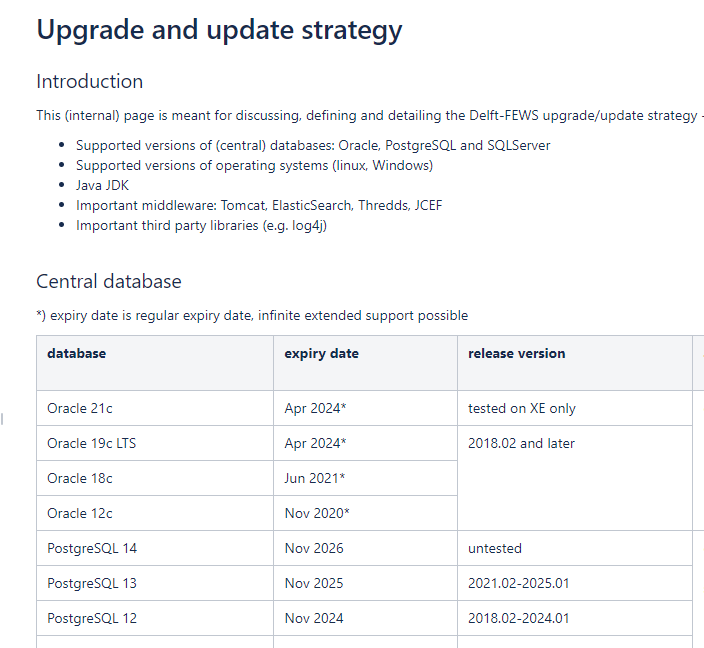 Upgrade and update strategy
Introduction
This (internal) page is meant for discussing, defining and detailing the Delft-FEWS upgrade/update strategy -
Supported versions of (central) databases: Oracle, PostgreSQL and SQLServer
Supported versions of operating systems (linux, Windows)
Java JDK
Important middleware: Tomcat, ElasticSearch, Thredds, JCEF
Important third party libraries (e.g. log4j)
Central database
*) expiry date is regular expiry date, infinite extended support possible
database expiry date release version
Oracle 21c Apr 2024* tested on XE only
Oracle 19c LTS Apr 2024* 2018.02 and later
Oracle 18c Jun 2021*
Oracle 12c Nov 2020*
PostgreSQL 14 Nov 2026 untested
PostgreSQL 13 Nov 2025 2021.02-2025.01
PostgreSQL 12 Nov 2024 2018.02-2024.01